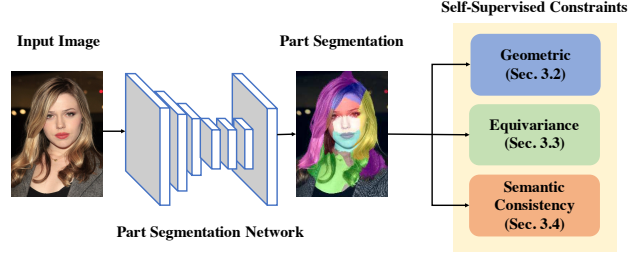 Self-Supervised Constraints
Input Image
Part Segmentation
Geometric
(Sec. 3.2)
Equivariance
(Sec. 3.3)
Semantic
Consistency
(Sec. 3.4)
Part Segmentation Network